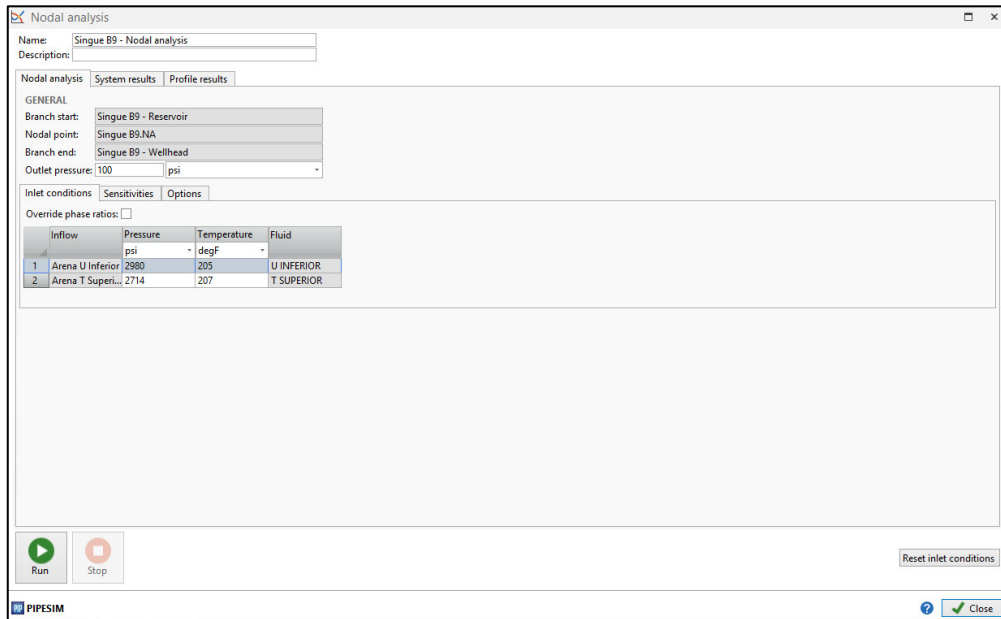 Nodal analysis
Name: Singue B9 - Nodal analysis
Description:
Nodal analysis System results Profile results
GENERAL
Branch start: Singue B9 - Reservoir
Nodal point: Singue B9.NA
Branch end: Singue B9 - Wellhead
Outlet pressure: 100 psi
Inlet conditions Sensitivities Options
Override phase ratios:
Inflow Pressure Temperature Fluid
psi degF
1 Arena U Inferior 2980 205 U INFERIOR
2 Arena T Superi... 2714 207 T SUPERIOR
Run Stop Reset inlet conditions
PIP PIPESIM ? Close